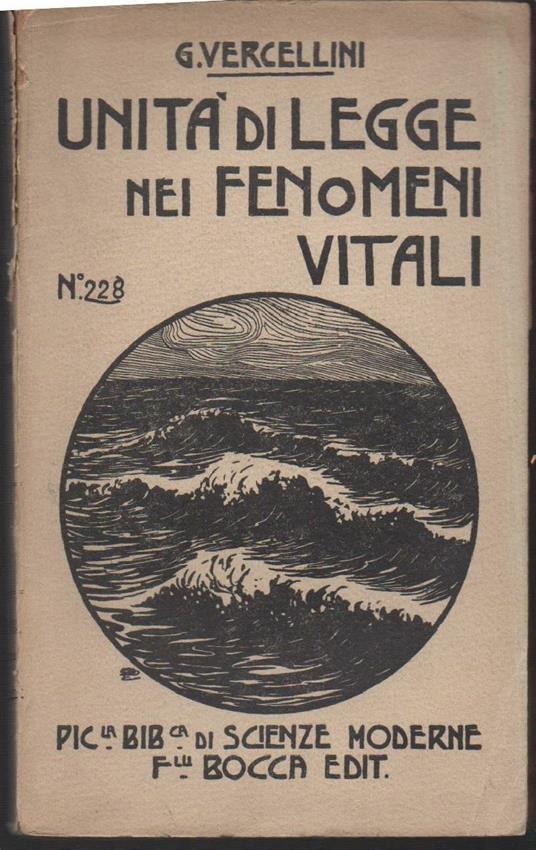 G. VERCELLINI
UNITA' DI LEGGE
NEI FENOMENI
VITALI
N.° 228
PIC.LA BIB.CA DI SCIENZE MODERNE
F.LLI BOCCA EDIT.